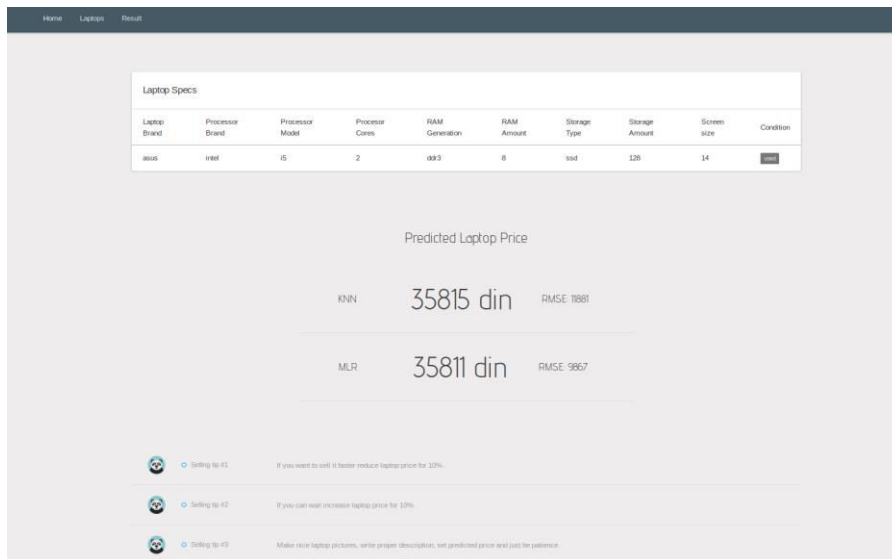 Home Laptops Result
Laptop Specs
Laptop Brand Processor Brand Processor Model Procesor Cores RAM Generation RAM Amount Storage Type Storage Amount Screen size Condition
asus intel i5 2 ddr3 8 ssd 128 14 used
Predicted Laptop Price
KNN 35815 din RMSE: 11881
MLR 35811 din RMSE: 9867
Selling tip #1 If you want to sell it faster reduce laptop price for 10%.
Selling tip #2 If you can wait increase laptop price for 10%.
Selling tip #3 Make nice laptop pictures, write proper description, set predicted price and just be patience.